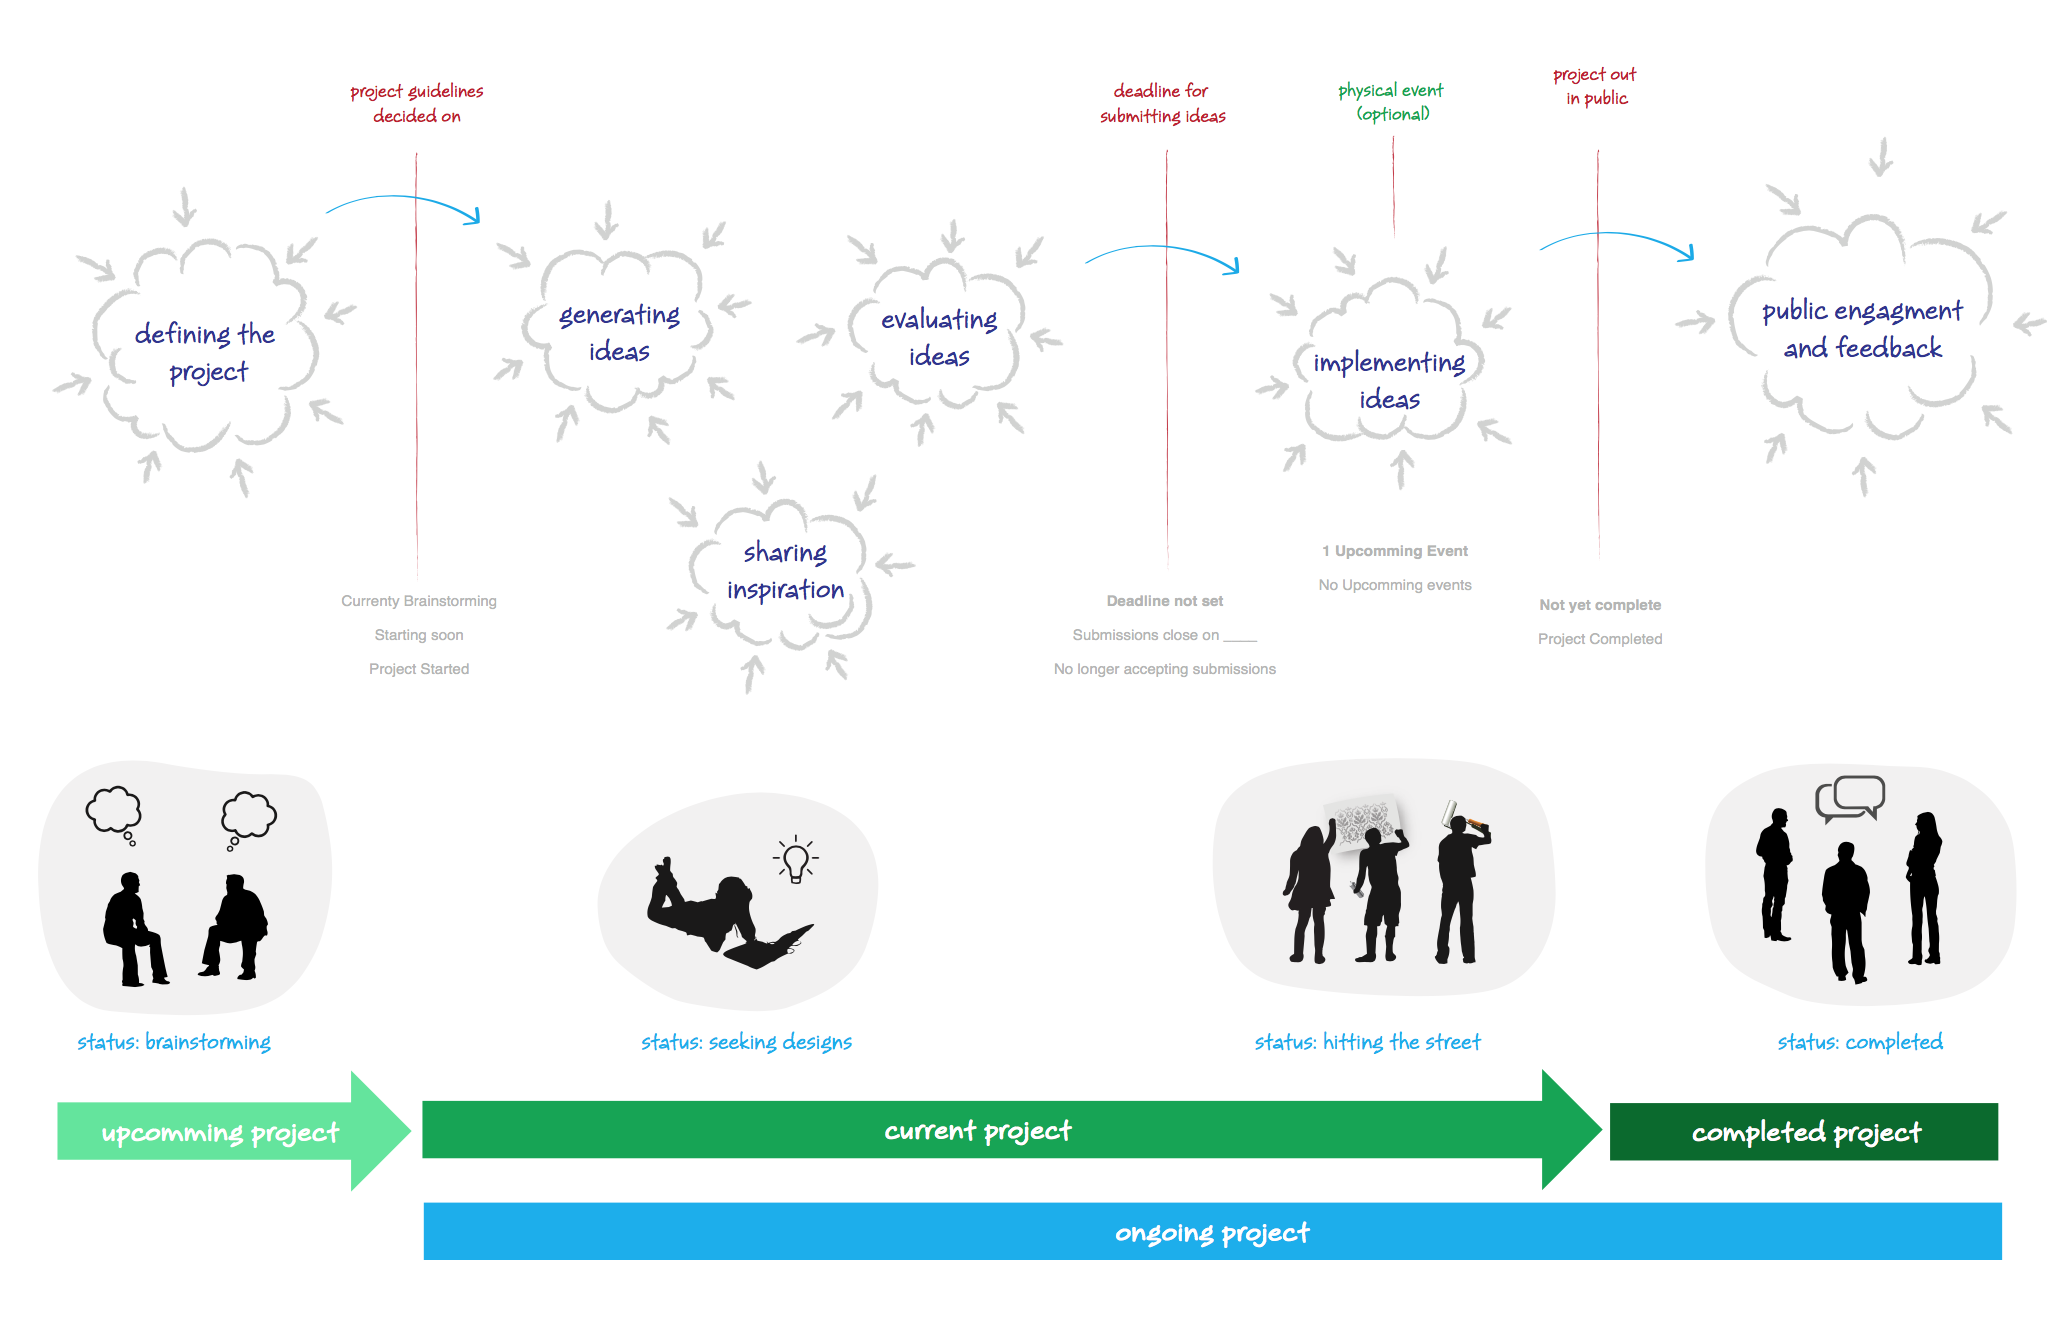 project guidelines
decided on
deadline for
submitting ideas
physical event
(optional)
project out
in public
defining the
project
generating
ideas
evaluating
ideas
implementing
ideas
public engagment
and feedback
sharing
inspiration
Currenty Brainstorming
Starting soon
Project Started
Deadline not set
Submissions close on ____
No longer accepting submissions
1 Upcomming Event
No Upcomming events
Not yet complete
Project Completed
status: brainstorming
status: seeking designs
status: hitting the street
status: completed
upcomming project
current project
completed project
ongoing project